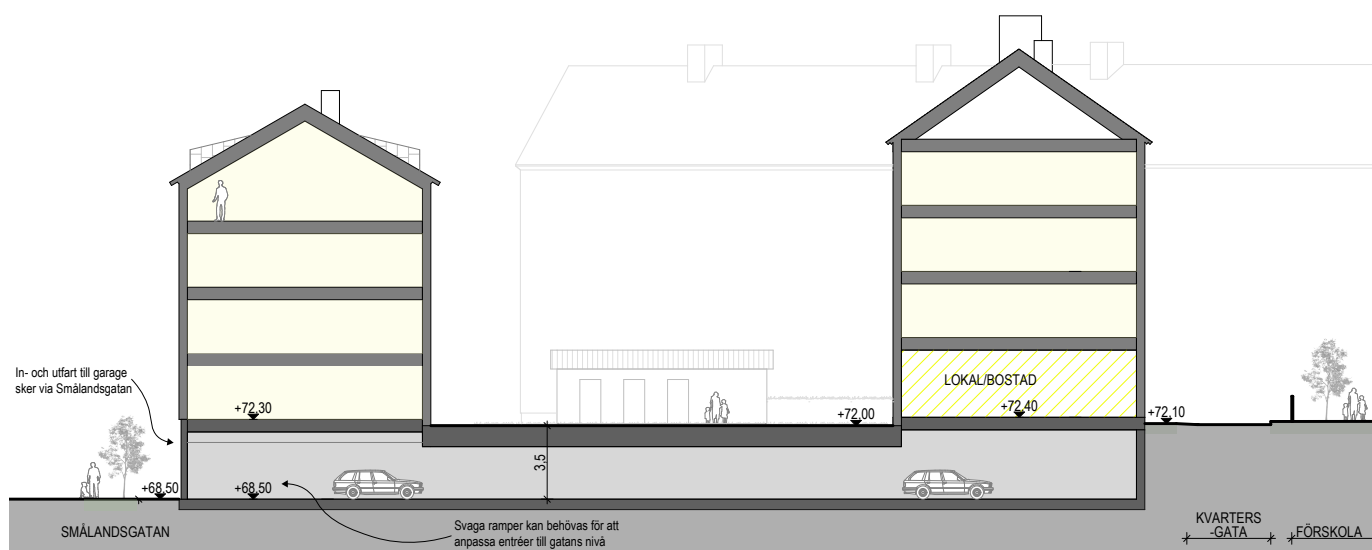 In- och utfart till garage
sker via Smålandsgatan
LOKAL/BOSTAD
+72,30
+72,00
+72,40
+72,10
3,5
+68,50
+68,50
SMÅLANDSGATAN
Svaga ramper kan behövas för att
anpassa entréer till gatans nivå
KVARTERS
-GATA
FÖRSKOLA